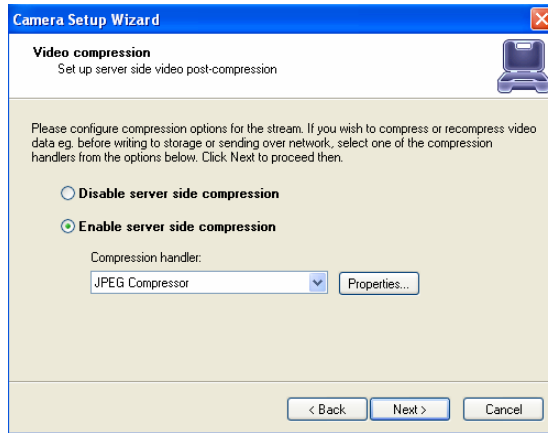 Camera Setup Wizard
Video compression
Set up server side video post-compression
Please configure compression options for the stream. If you wish to compress or recompress video
data eg. before writing to storage or sending over network, select one of the compression
handlers from the options below. Click Next to proceed then.
Disable server side compression
Enable server side compression
Compression handler:
JPEG Compressor
Properties...
< Back
Next >
Cancel